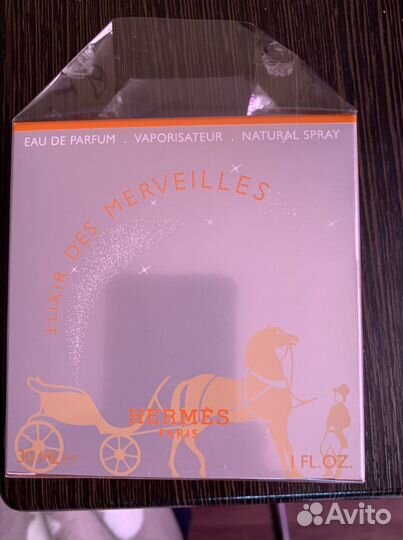 EAU DE PARFUM . VAPORISATEUR . NATURAL SPRAY
ELIXIR DES MERVEILLES
HERMÈS
PARIS
1 FL.OZ.
Avito